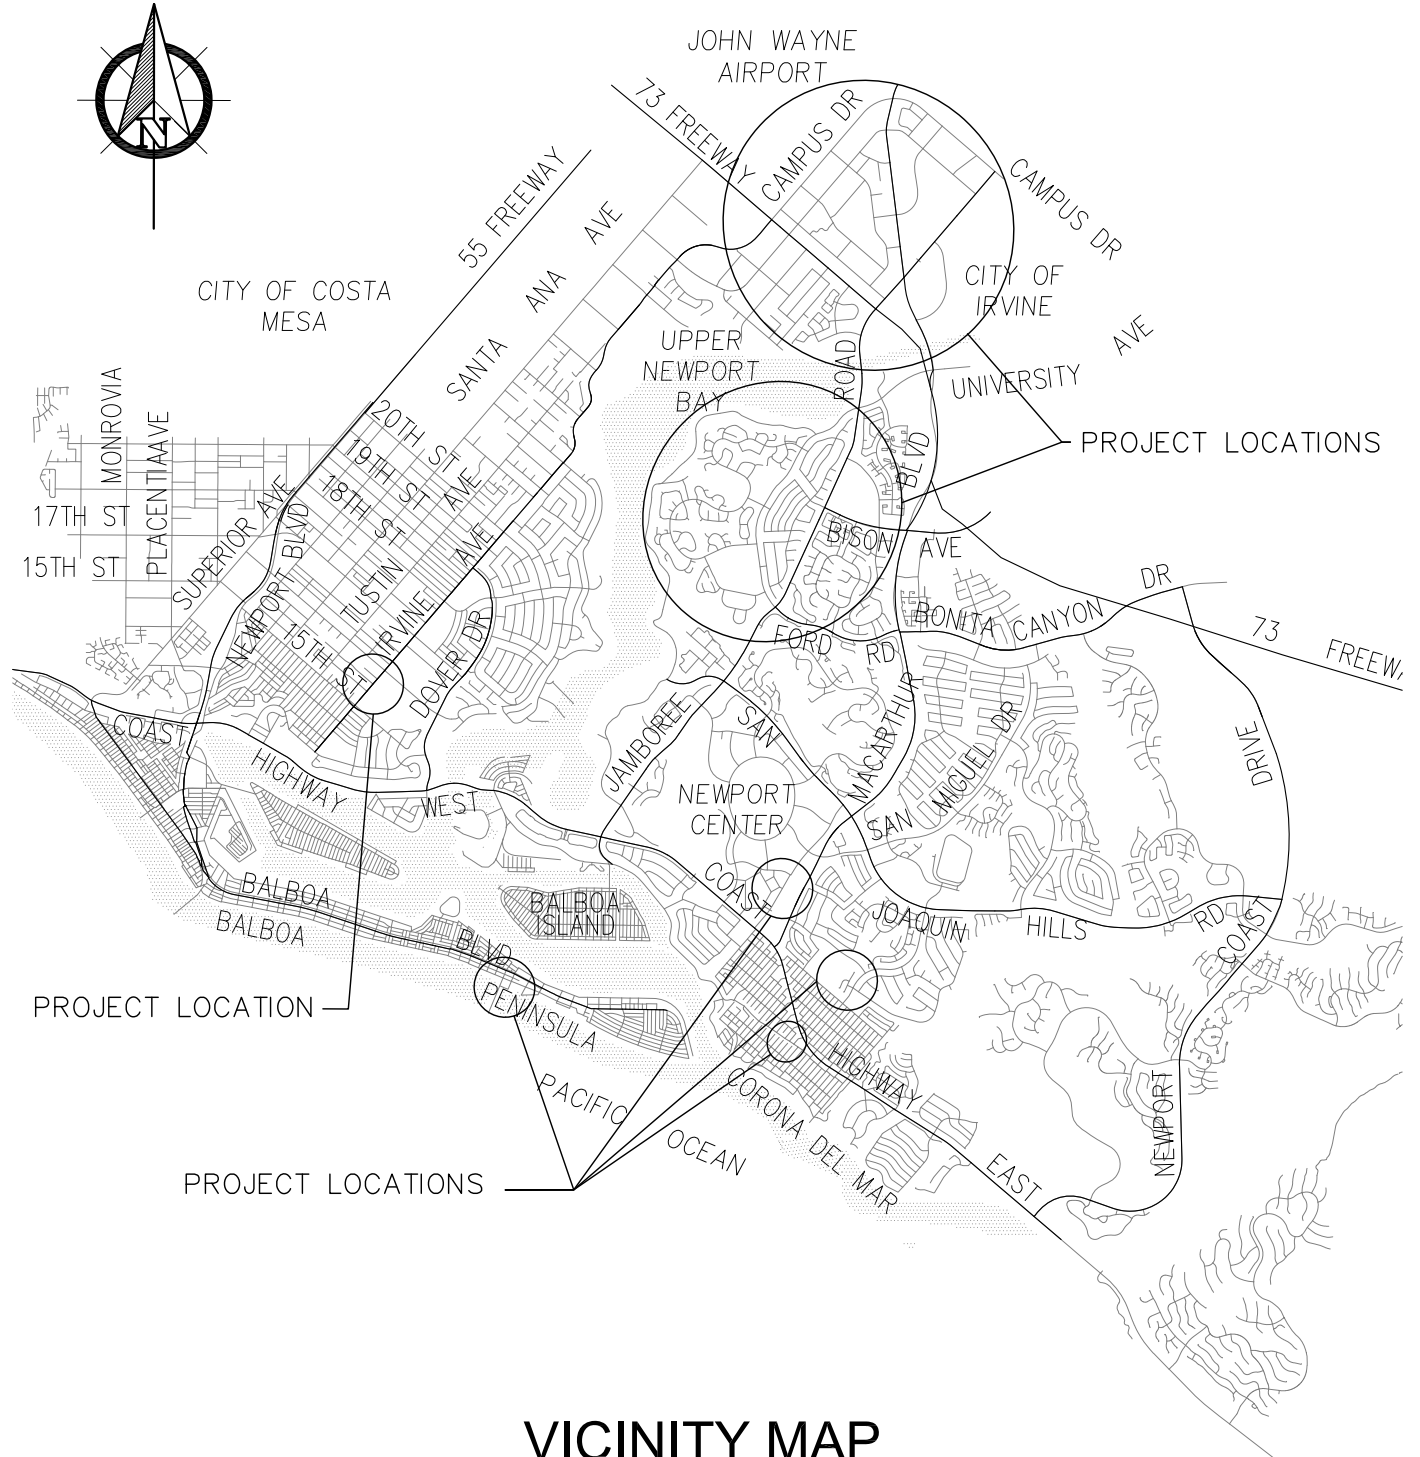 JOHN WAYNE
AIRPORT
N
73 FREEWAY
CAMPUS DR
CAMPUS DR
55 FREEWAY
SANTA ANA AVE
CITY OF COSTA
MESA
CITY OF
IRVINE
UPPER
NEWPORT
BAY
UNIVERSITY AVE
ROAD
BLVD
PROJECT LOCATIONS
MONROVIA
PLACENTIA AVE
20TH ST
19TH ST
18TH ST
17TH ST
15TH ST
SUPERIOR AVE
NEWPORT BLVD
TUSTIN AVE
IRVINE AVE
15TH ST
DOVER DR
BISON AVE
BONITA CANYON DR
FORD RD
73 FREEWA
COAST HIGHWAY WEST
JAMBOREE
SAN
MACARTHUR
SAN MIGUEL DR
DRIVE
NEWPORT
CENTER
BALBOA
BALBOA
BLVD
BALBOA
ISLAND
COAST
JOAQUIN HILLS RD
COAST
PROJECT LOCATION
PENINSULA
HIGHWAY
NEWPORT
PACIFIC OCEAN
CORONA DEL MAR
EAST
PROJECT LOCATIONS
VICINITY MAP